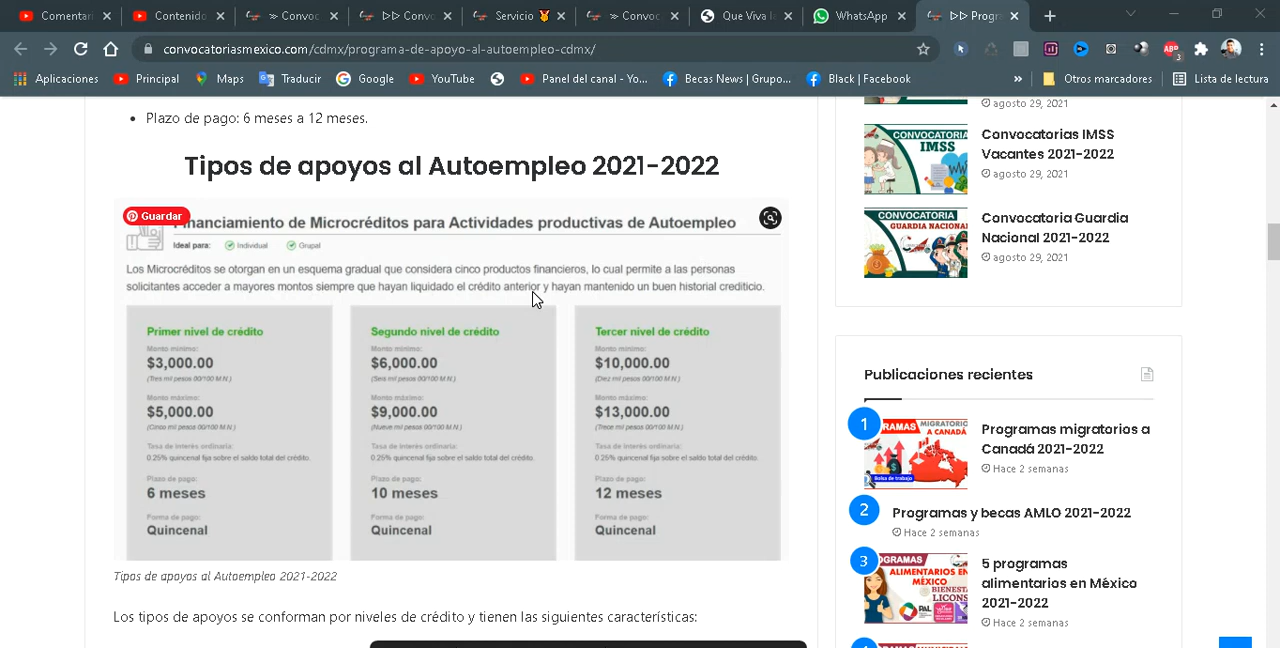 Comentari
Contenido
≫ Convoc
▷▷ Convo
Servicio
≫ Convoc
Que Viva l
WhatsApp
▷▷ Progr
convocatoriasmexico.com/cdmx/programa-de-apoyo-al-autoempleo-cdmx/
ABP
3
Aplicaciones
Principal
Maps
Traducir
Google
YouTube
Panel del canal - Yo...
Becas News | Grupo...
Black | Facebook
»
Otros marcadores
Lista de lectura
• Plazo de pago: 6 meses a 12 meses.
Tipos de apoyos al Autoempleo 2021-2022
Guardar
inanciamiento de Microcréditos para Actividades productivas de Autoempleo
Ideal para: Individual Grupal
Los Microcréditos se otorgan en un esquema gradual que considera cinco productos financieros, lo cual permite a las personas
solicitantes acceder a mayores montos siempre que hayan liquidado el crédito anterior y hayan mantenido un buen historial crediticio.
Primer nivel de crédito
Monto mínimo:
$3,000.00
(Tres mil pesos 00/100 M.N.)
Monto máximo:
$5,000.00
(Cinco mil pesos 00/100 M.N.)
Tasa de interés ordinaria:
0.25% quincenal fija sobre el saldo total del crédito.
Plazo de pago:
6 meses
Forma de pago:
Quincenal
Segundo nivel de crédito
Monto mínimo:
$6,000.00
(Seis mil pesos 00/100 M.N.)
Monto máximo:
$9,000.00
(Nueve mil pesos 00/100 M.N.)
Tasa de interés ordinaria:
0.25% quincenal fija sobre el saldo total del crédito.
Plazo de pago:
10 meses
Forma de pago:
Quincenal
Tercer nivel de crédito
Monto mínimo:
$10,000.00
(Diez mil pesos 00/100 M.N.)
Monto máximo:
$13,000.00
(Trece mil pesos 00/100 M.N.)
Tasa de interés ordinaria:
0.25% quincenal fija sobre el saldo total del crédito.
Plazo de pago:
12 meses
Forma de pago:
Quincenal
Tipos de apoyos al Autoempleo 2021-2022
Los tipos de apoyos se conforman por niveles de crédito y tienen las siguientes características:
agosto 29, 2021
CONVOCATORIA
IMSS
Convocatorias IMSS
Vacantes 2021-2022
agosto 29, 2021
CONVOCATORIA
GUARDIA NACIONAL
Convocatoria Guardia
Nacional 2021-2022
agosto 29, 2021
Publicaciones recientes
1
RAMAS MIGRATORIO
A CANADÁ
Bolsa de trabajo
Programas migratorios a
Canadá 2021-2022
Hace 2 semanas
2
Programas y becas AMLO 2021-2022
Hace 2 semanas
3
OGRAMAS
ALIMENTARIOS EN
MÉXICO
BIENEST
LICONS
5 programas
alimentarios en México
2021-2022
Hace 2 semanas